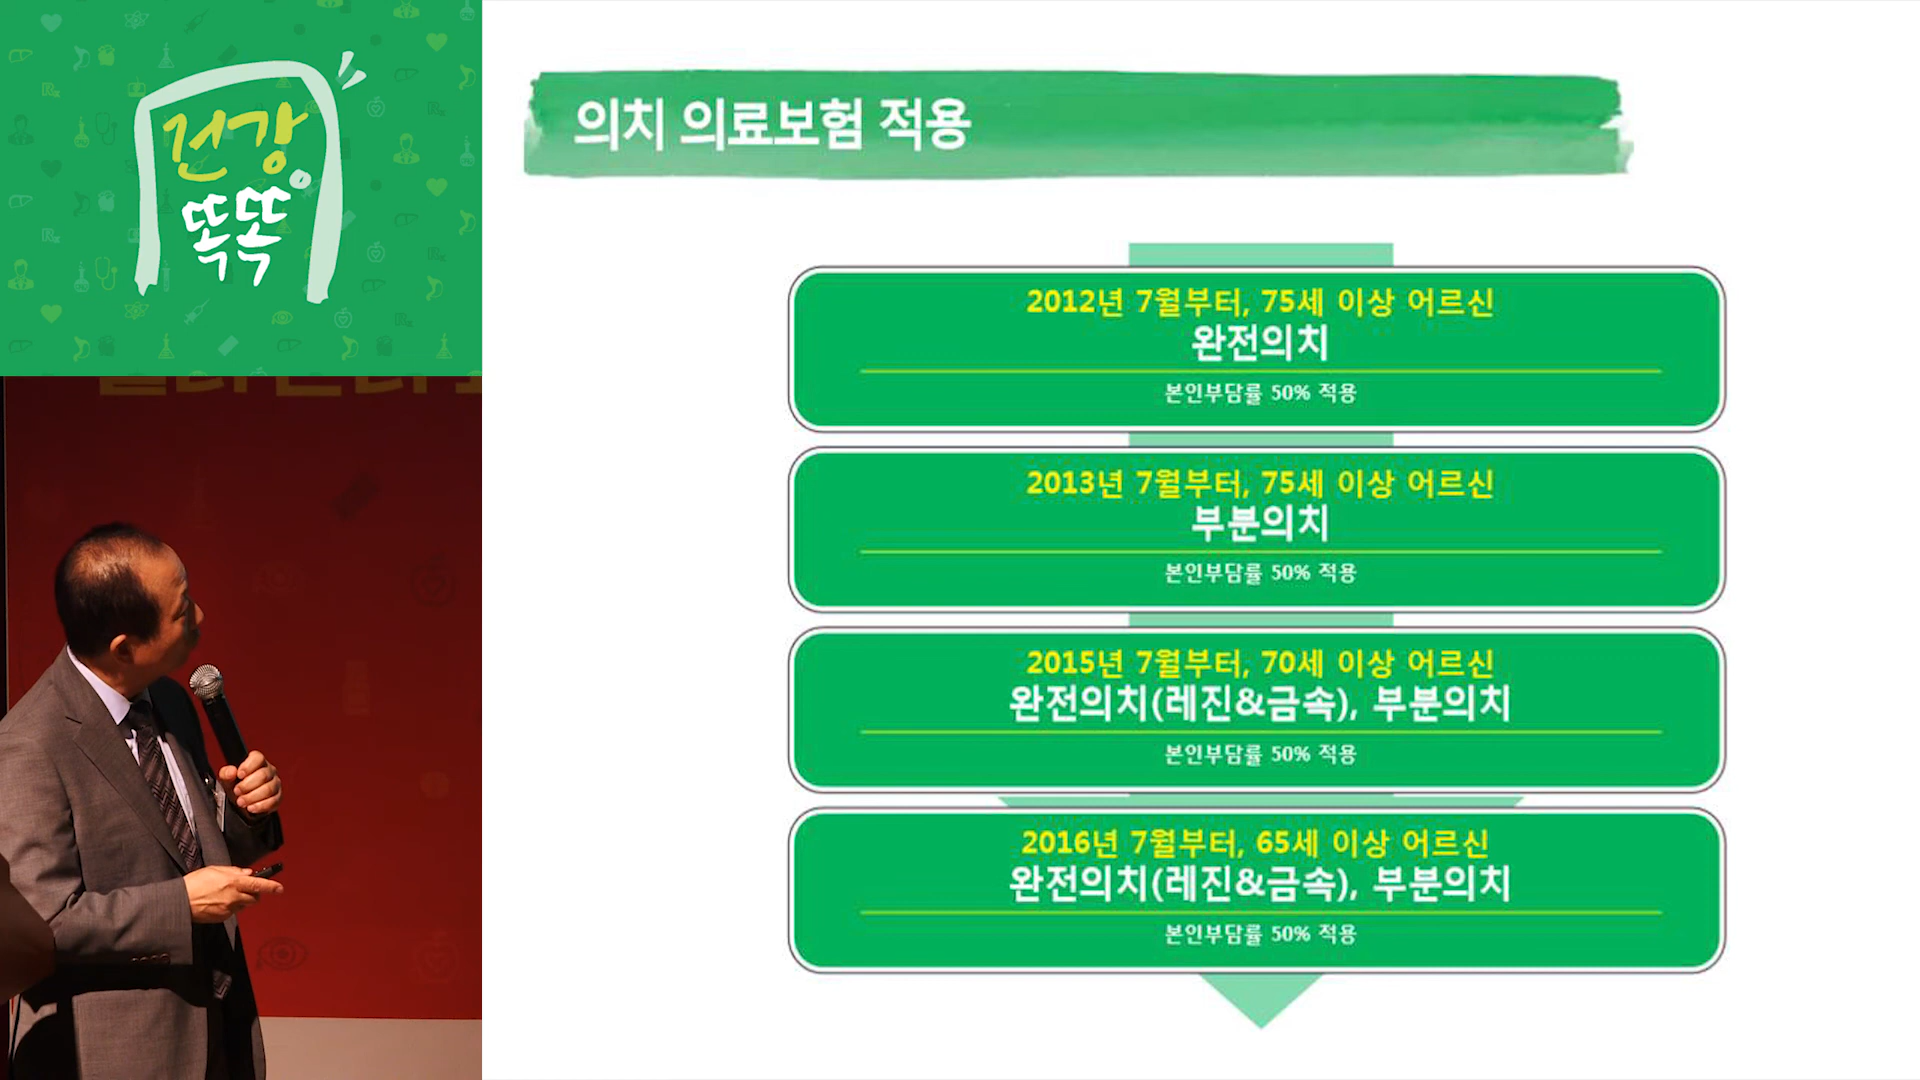 건강
똑똑
의치 의료보험 적용
2012년 7월부터, 75세 이상 어르신
완전의치
본인부담률 50% 적용
2013년 7월부터, 75세 이상 어르신
부분의치
본인부담률 50% 적용
2015년 7월부터, 70세 이상 어르신
완전의치(레진&금속), 부분의치
본인부담률 50% 적용
2016년 7월부터, 65세 이상 어르신
완전의치(레진&금속), 부분의치
본인부담률 50% 적용